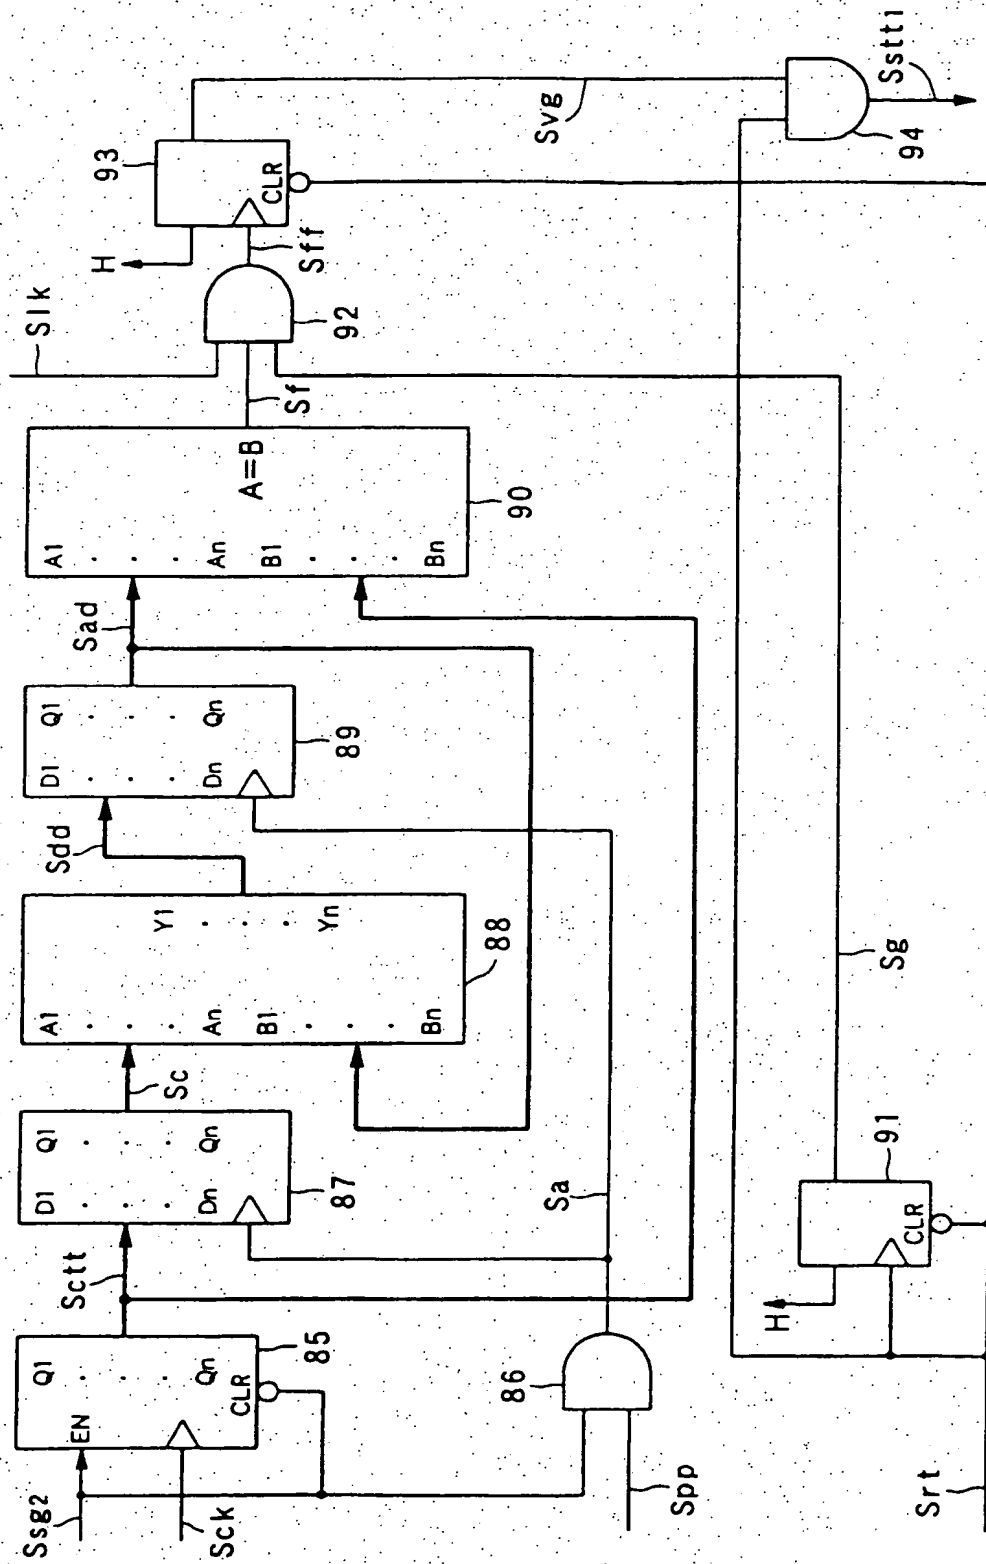 Ssg2
Sck
EN
Q1
Qn
CLR
85
Sctt
D1
Dn
Q1
Qn
87
Sc
A1
An
B1
Bn
Y1
Yn
88
Sdd
D1
Dn
Q1
Qn
89
Sad
A1
An
B1
Bn
A=B
90
Sf
Slk
92
Sff
H
93
CLR
Svg
94
Sstt1
Spp
86
Sa
Srt
H
CLR
91
Sg